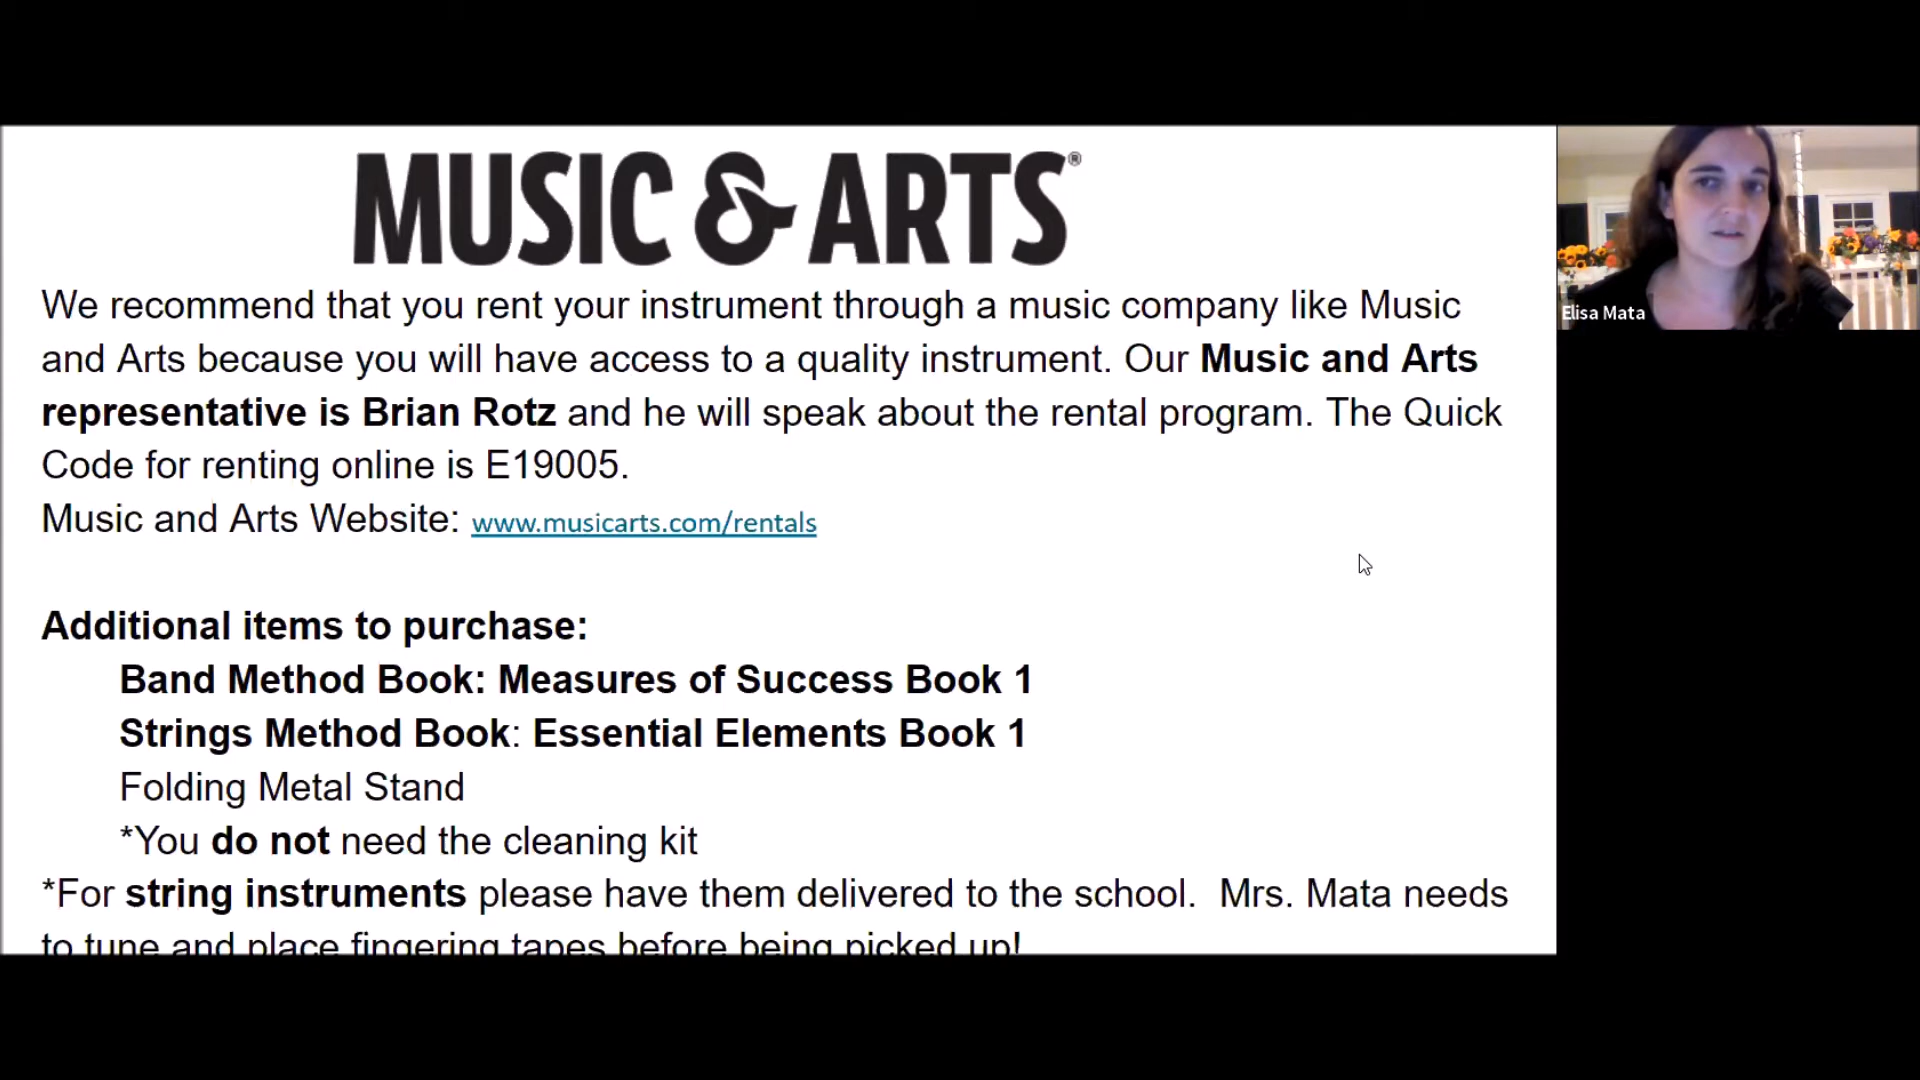 MUSIC & ARTS®
We recommend that you rent your instrument through a music company like Music
and Arts because you will have access to a quality instrument. Our Music and Arts
representative is Brian Rotz and he will speak about the rental program. The Quick
Code for renting online is E19005.
Music and Arts Website: www.musicarts.com/rentals
Additional items to purchase:
Band Method Book: Measures of Success Book 1
Strings Method Book: Essential Elements Book 1
Folding Metal Stand
*You do not need the cleaning kit
*For string instruments please have them delivered to the school.  Mrs. Mata needs
to tune and place fingering tapes before being picked up!
Elisa Mata